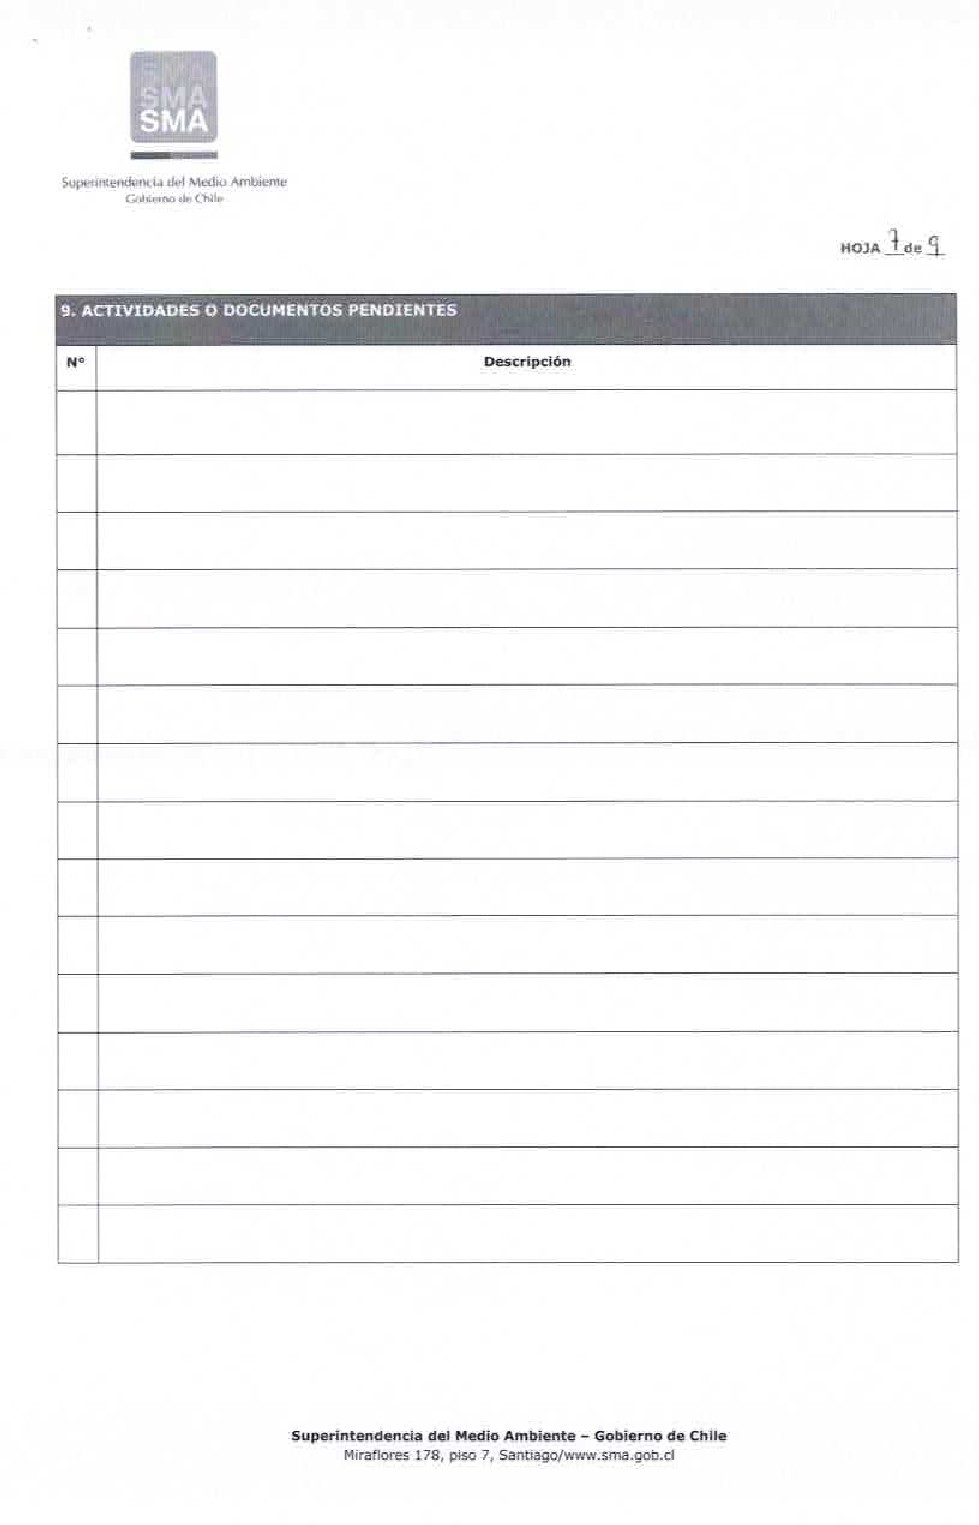 SMA
SMA
SMA
Superintendencia del Medio Ambiente
Gobierno de Chile
HOJA 7 de 9
9. ACTIVIDADES O DOCUMENTOS PENDIENTES
Nº Descripción
Superintendencia del Medio Ambiente – Gobierno de Chile
Miraflores 178, piso 7, Santiago/www.sma.gob.cl